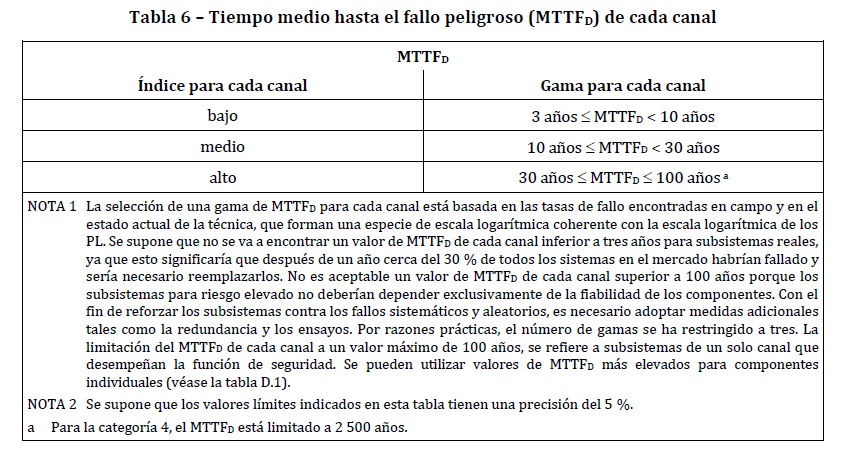 Tabla 6 – Tiempo medio hasta el fallo peligroso (MTTFD) de cada canal
MTTFD
Índice para cada canal Gama para cada canal
bajo 3 años ≤ MTTFD < 10 años
medio 10 años ≤ MTTFD < 30 años
alto 30 años ≤ MTTFD ≤ 100 años a
NOTA 1 La selección de una gama de MTTFD para cada canal está basada en las tasas de fallo encontradas en campo y en el
estado actual de la técnica, que forman una especie de escala logarítmica coherente con la escala logarítmica de los
PL. Se supone que no se va a encontrar un valor de MTTFD de cada canal inferior a tres años para subsistemas reales,
ya que esto significaría que después de un año cerca del 30 % de todos los sistemas en el mercado habrían fallado y
sería necesario reemplazarlos. No es aceptable un valor de MTTFD de cada canal superior a 100 años porque los
subsistemas para riesgo elevado no deberían depender exclusivamente de la fiabilidad de los componentes. Con el
fin de reforzar los subsistemas contra los fallos sistemáticos y aleatorios, es necesario adoptar medidas adicionales
tales como la redundancia y los ensayos. Por razones prácticas, el número de gamas se ha restringido a tres. La
limitación del MTTFD de cada canal a un valor máximo de 100 años, se refiere a subsistemas de un solo canal que
desempeñan la función de seguridad. Se pueden utilizar valores de MTTFD más elevados para componentes
individuales (véase la tabla D.1).
NOTA 2 Se supone que los valores límites indicados en esta tabla tienen una precisión del 5 %.
a Para la categoría 4, el MTTFD está limitado a 2 500 años.